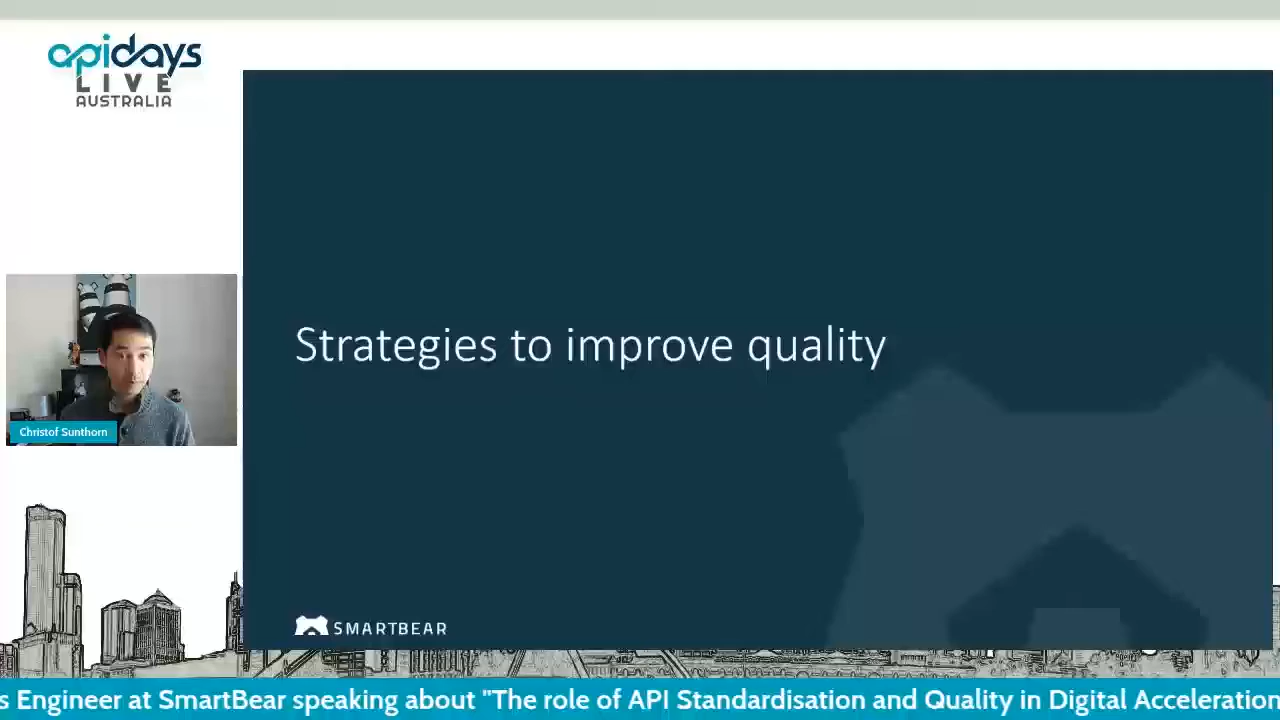 apidays
LIVE
AUSTRALIA
Strategies to improve quality
Christof Sunthorn
SMARTBEAR
s Engineer at SmartBear speaking about "The role of API Standardisation and Quality in Digital Acceleration